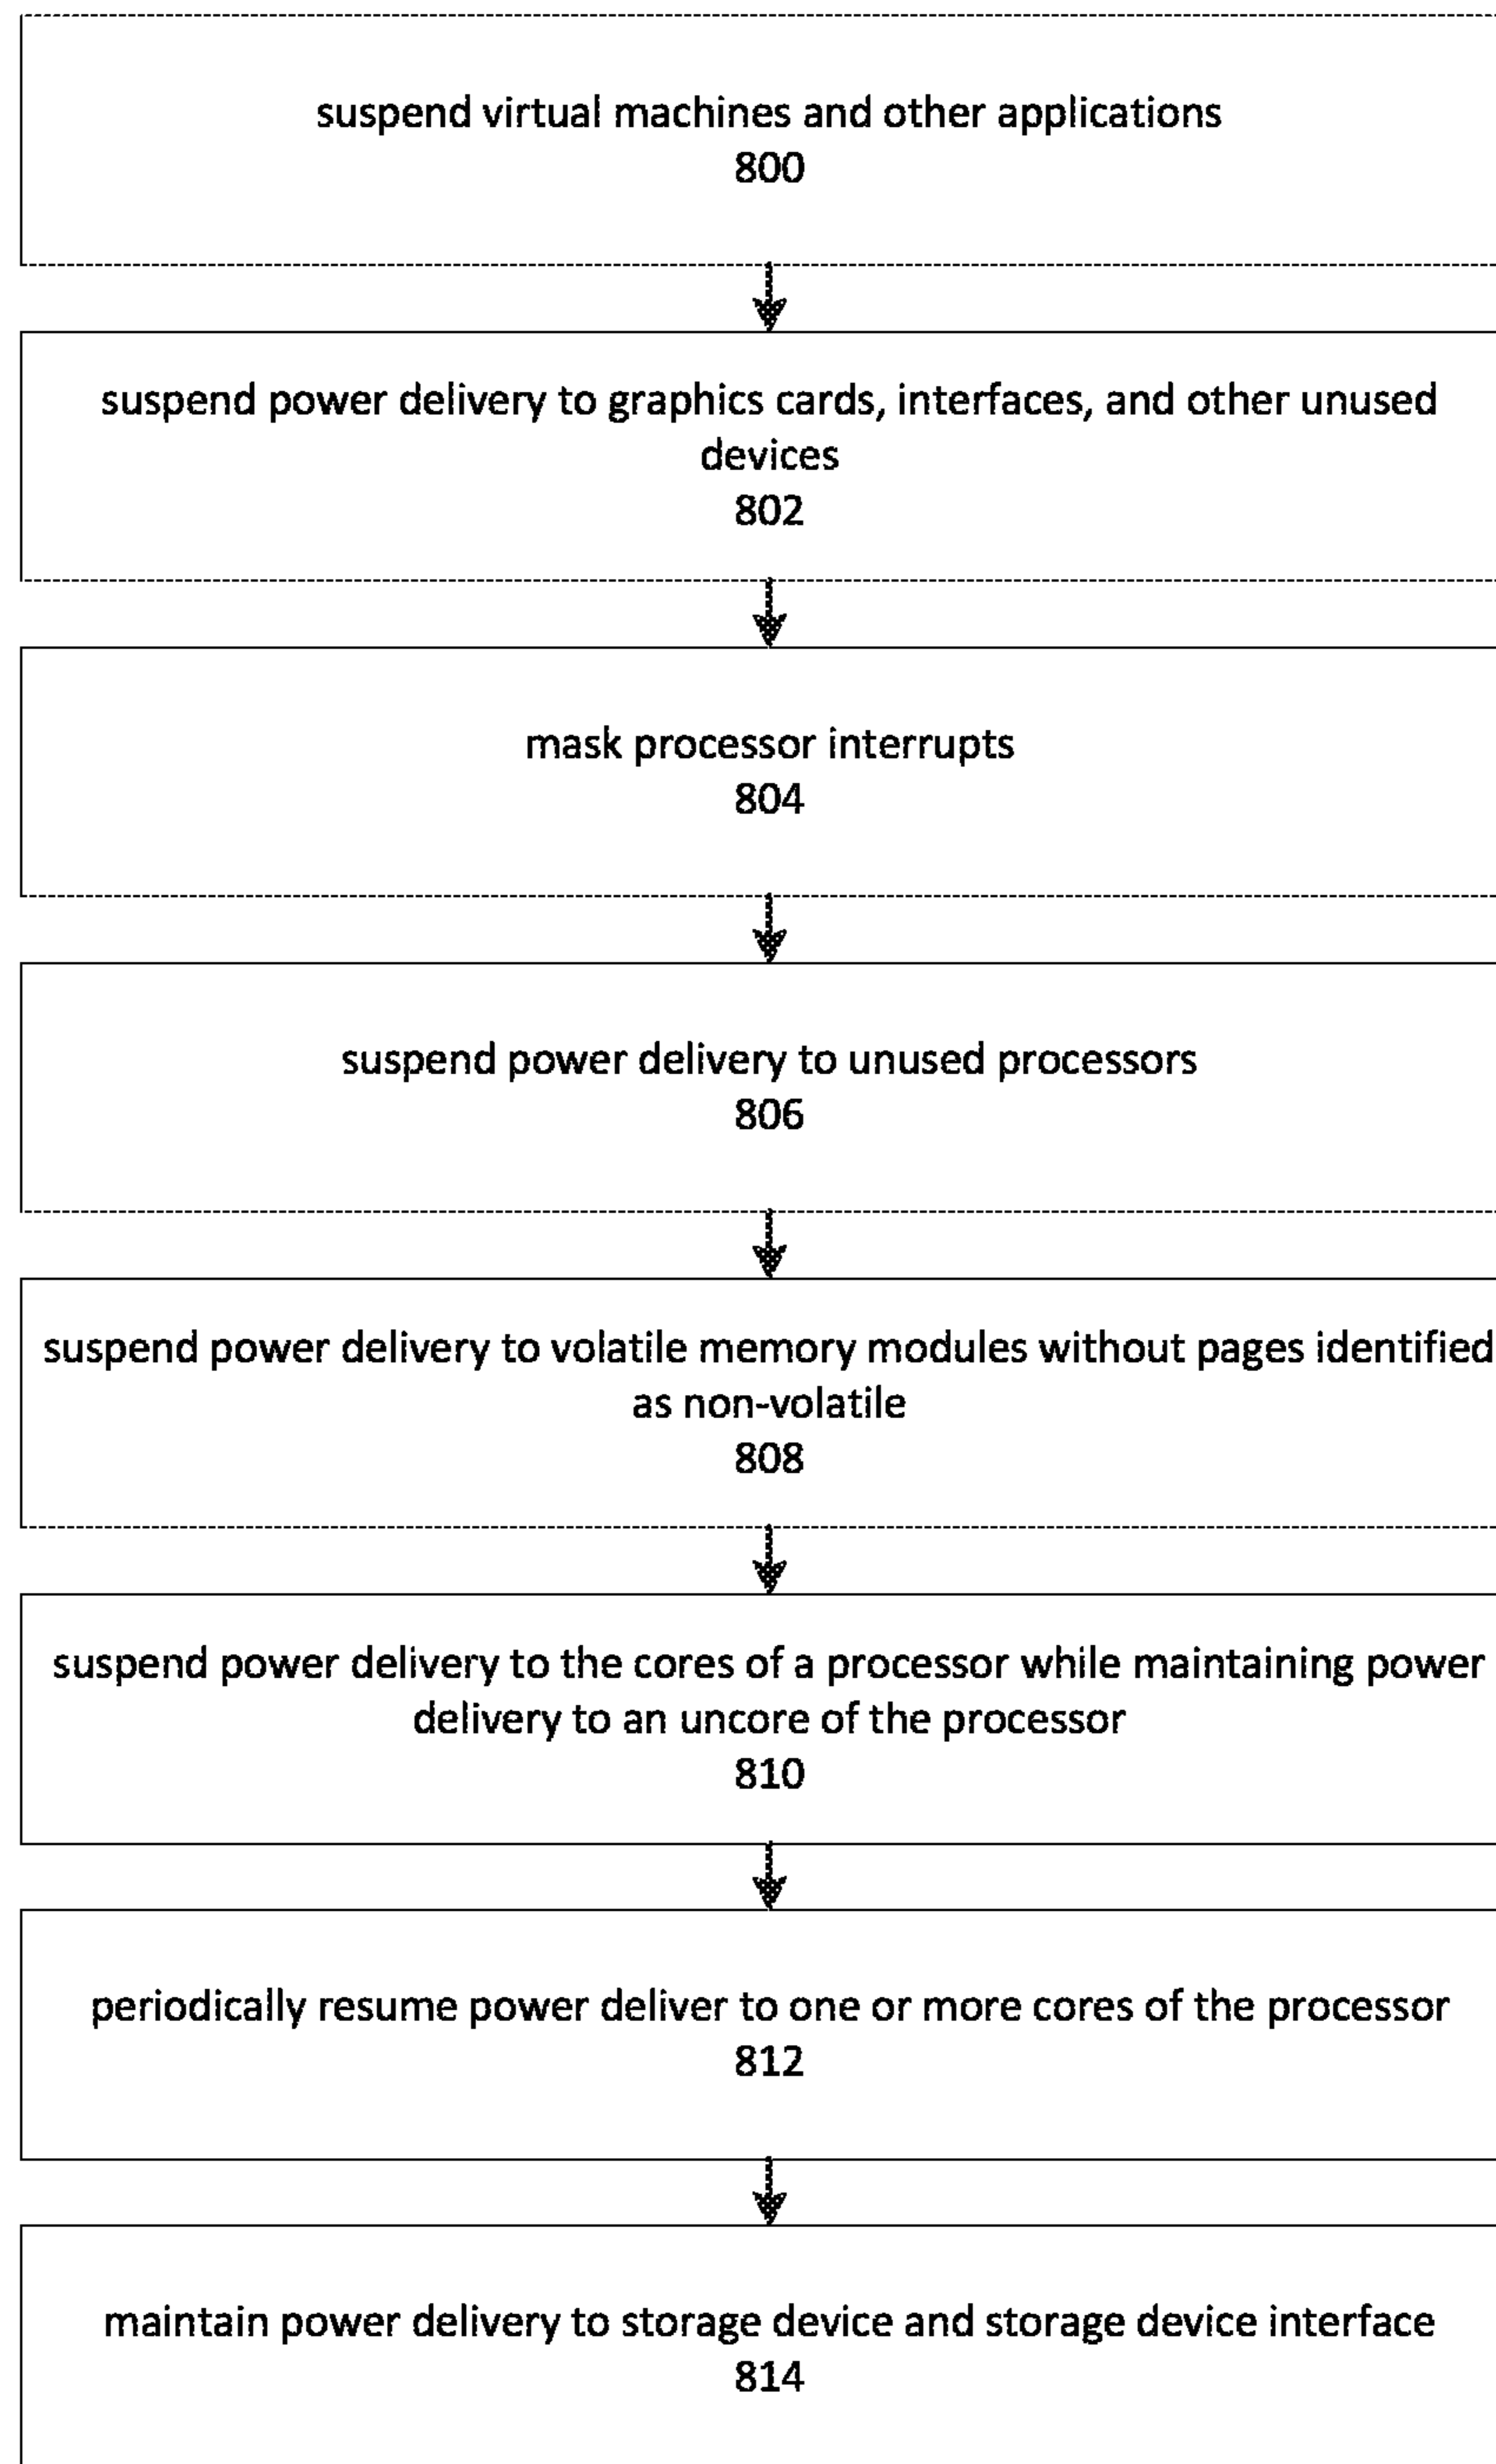 suspend virtual machines and other applications
800
suspend power delivery to graphics cards, interfaces, and other unused
devices
802
mask processor interrupts
804
suspend power delivery to unused processors
806
suspend power delivery to volatile memory modules without pages identified
as non-volatile
808
suspend power delivery to the cores of a processor while maintaining power
delivery to an uncore of the processor
810
periodically resume power deliver to one or more cores of the processor
812
maintain power delivery to storage device and storage device interface
814